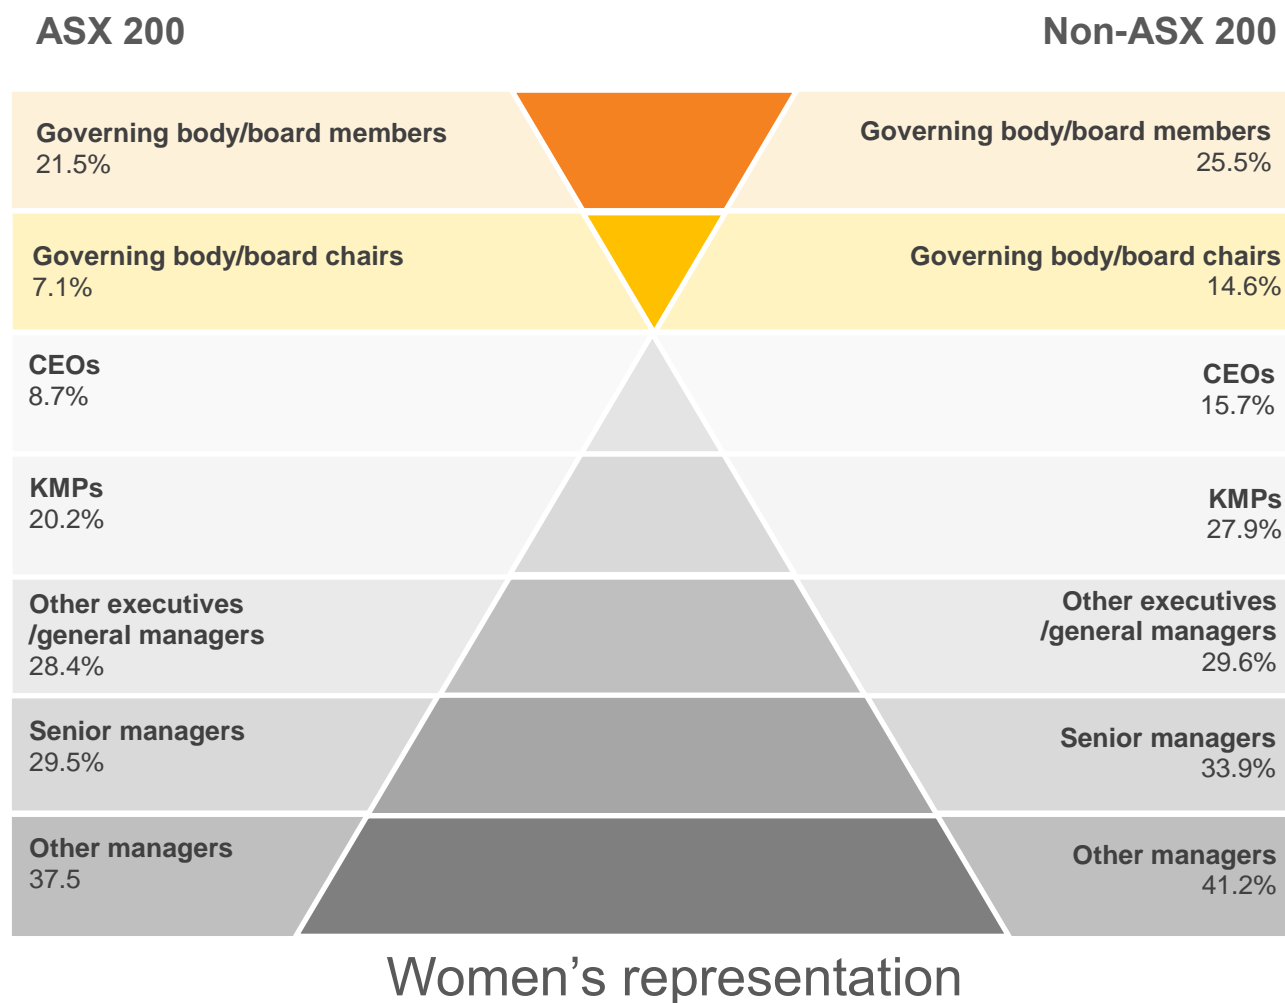 ASX 200
Non-ASX 200
Governing body/board members
21.5%
Governing body/board members
25.5%
Governing body/board chairs
7.1%
Governing body/board chairs
14.6%
CEOs
8.7%
CEOs
15.7%
KMPs
20.2%
KMPs
27.9%
Other executives
/general managers
28.4%
Other executives
/general managers
29.6%
Senior managers
29.5%
Senior managers
33.9%
Other managers
37.5
Other managers
41.2%
Women’s representation